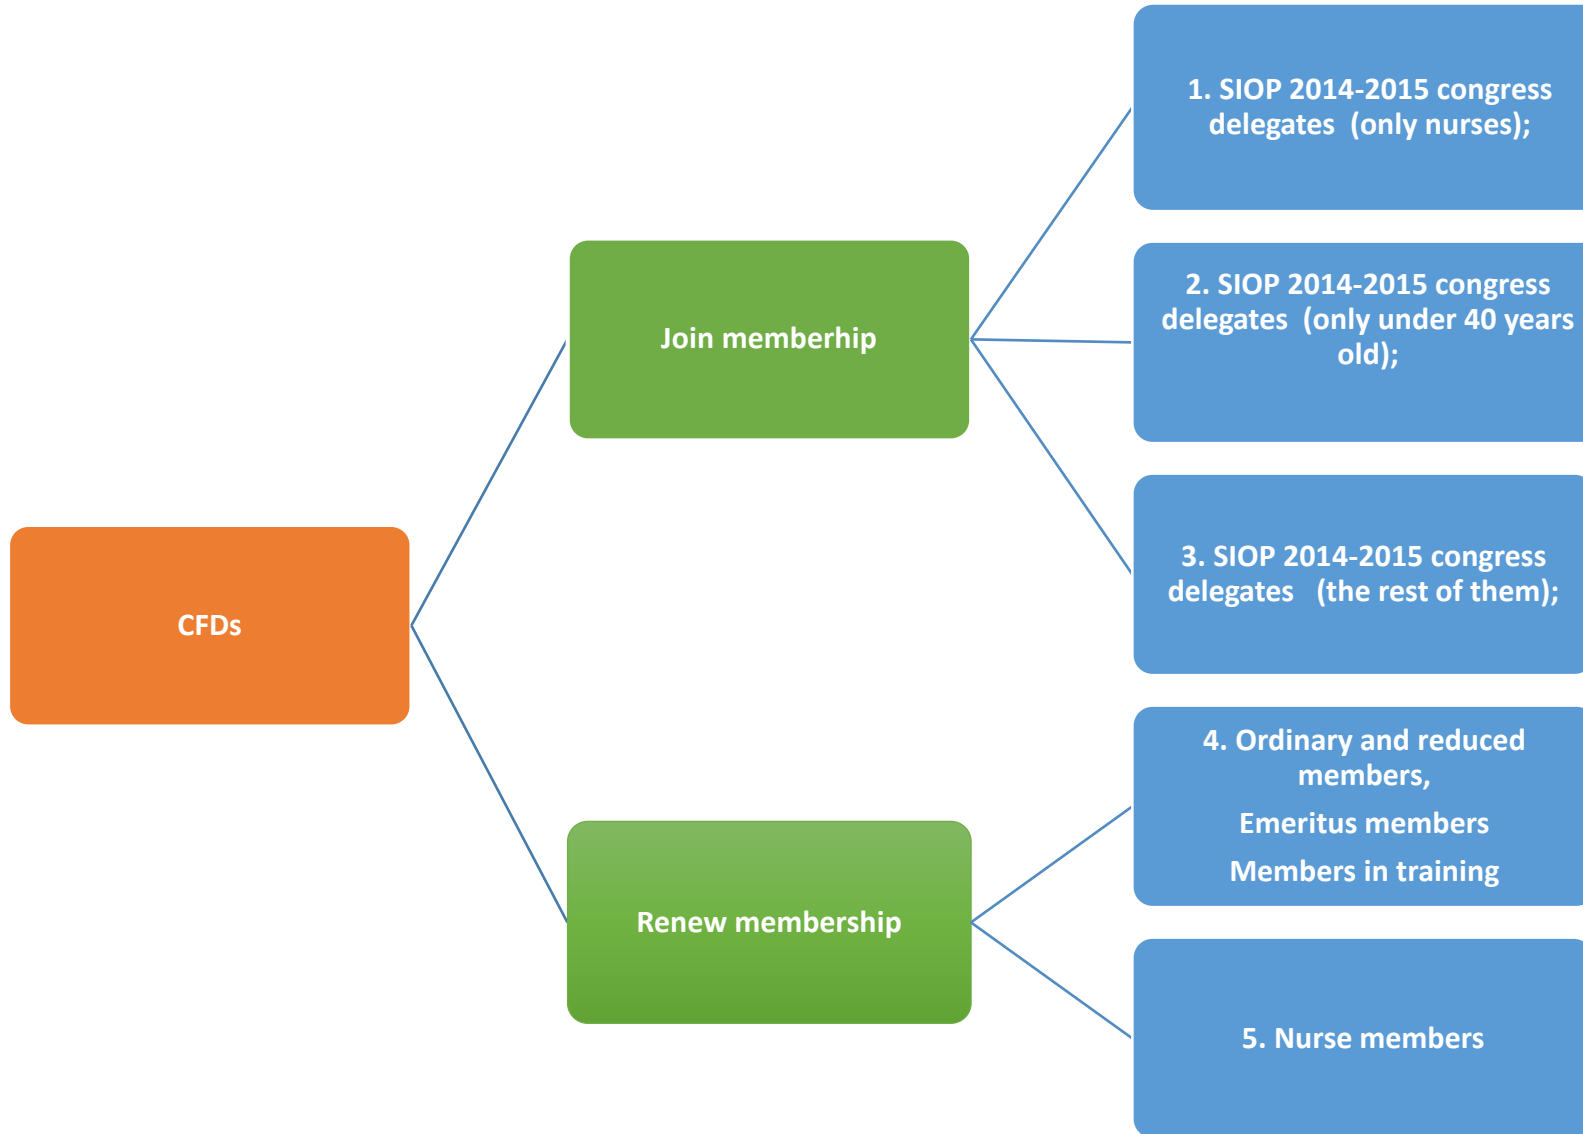 1. SIOP 2014-2015 congress
delegates  (only nurses);
2. SIOP 2014-2015 congress
delegates  (only under 40 years
old);
Join memberhip
3. SIOP 2014-2015 congress
delegates   (the rest of them);
CFDs
4. Ordinary and reduced
members,
Emeritus members
Members in training
Renew membership
5. Nurse members